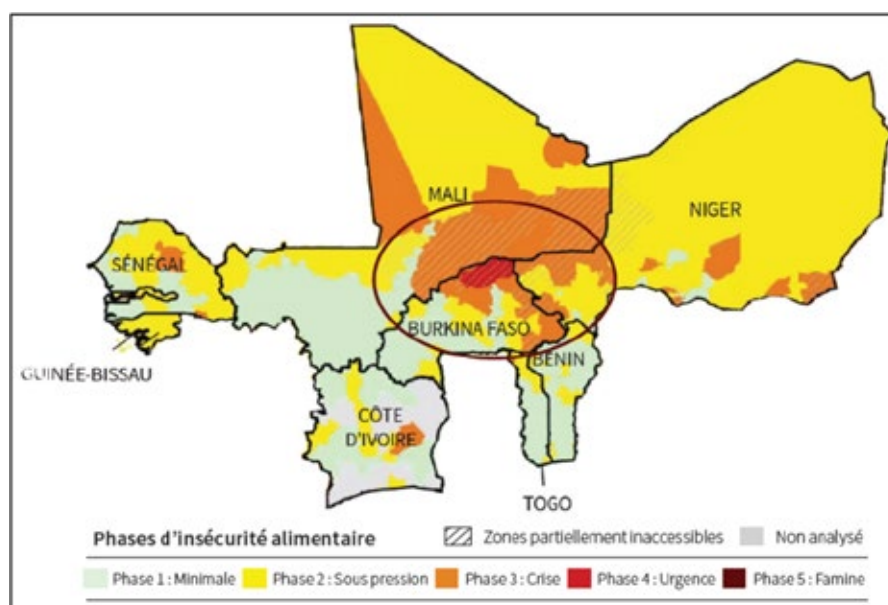 MALI
NIGER
SÉNÉGAL
BURKINA FASO
GUINÉE-BISSAU
BENIN
CÔTE
D'IVOIRE
TOGO
Phases d'insécurité alimentaire
Zones partiellement inaccessibles
Non analysé
Phase 1 : Minimale
Phase 2 : Sous pression
Phase 3 : Crise
Phase 4 : Urgence
Phase 5 : Famine